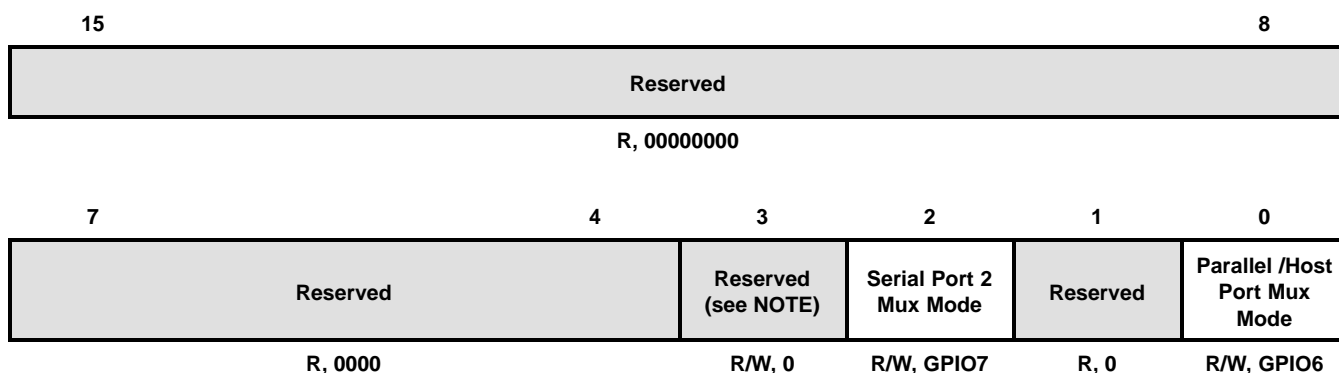 15 8
Reserved
R, 00000000
7 4 3 2 1 0
Reserved
Reserved
(see NOTE)
Serial Port 2
Mux Mode
Reserved
Parallel /Host
Port Mux
Mode
R, 0000 R/W, 0 R/W, GPIO7 R, 0 R/W, GPIO6